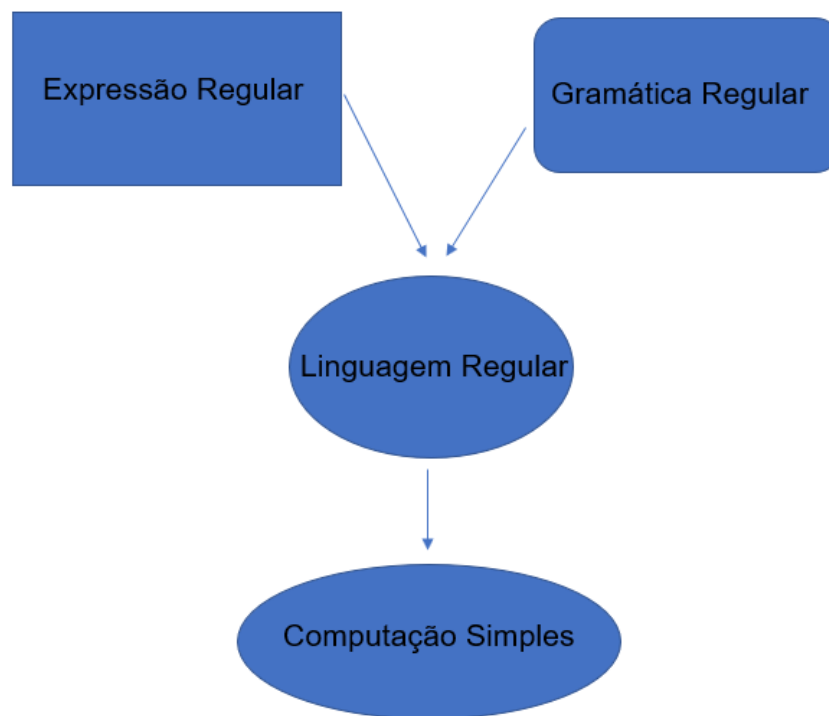 Expressão Regular
Gramática Regular
Linguagem Regular
Computação Simples